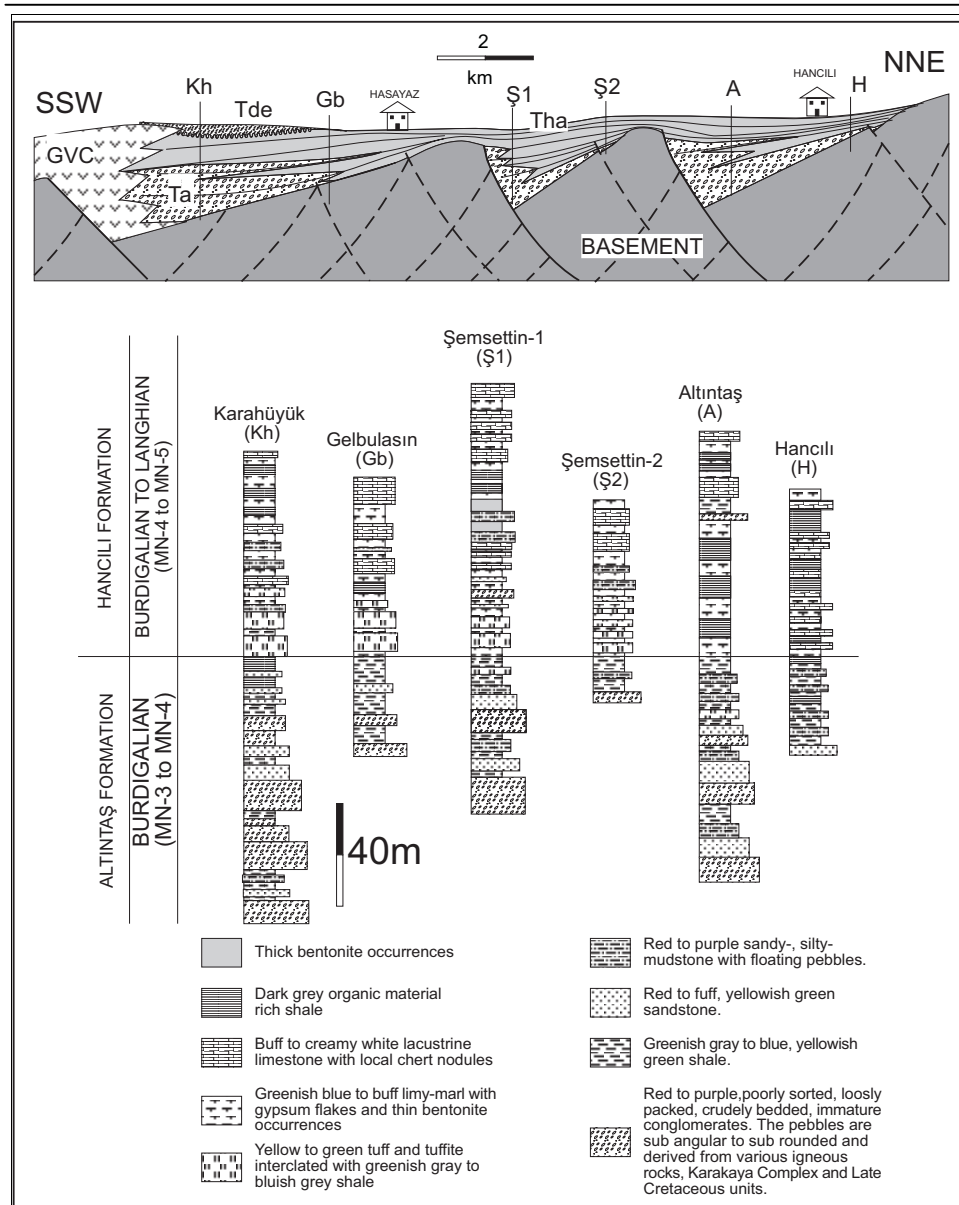 2
km
SSW
NNE
Kh
Tde
Gb
HASAYAZ
Ş1
Tha
Ş2
A
HANCILI
H
GVC
Ta
BASEMENT
HANCILI FORMATION
BURDIGALIAN TO LANGHIAN
(MN-4 to MN-5)
ALTINTAŞ FORMATION
BURDIGALIAN
(MN-3 to MN-4)
Karahüyük
(Kh)
Gelbulasın
(Gb)
Şemsettin-1
(Ş1)
Şemsettin-2
(Ş2)
Altıntaş
(A)
Hancılı
(H)
40m
Thick bentonite occurrences
Dark grey organic material
rich shale
Buff to creamy white lacustrine
limestone with local chert nodules
Greenish blue to buff limy-marl with
gypsum flakes and thin bentonite
occurrences
Yellow to green tuff and tuffite
interclated with greenish gray to
bluish grey shale
Red to purple sandy-, silty-
mudstone with floating pebbles.
Red to fuff, yellowish green
sandstone.
Greenish gray to blue, yellowish
green shale.
Red to purple,poorly sorted, loosly
packed, crudely bedded, immature
conglomerates. The pebbles are
sub angular to sub rounded and
derived from various igneous
rocks, Karakaya Complex and Late
Cretaceous units.